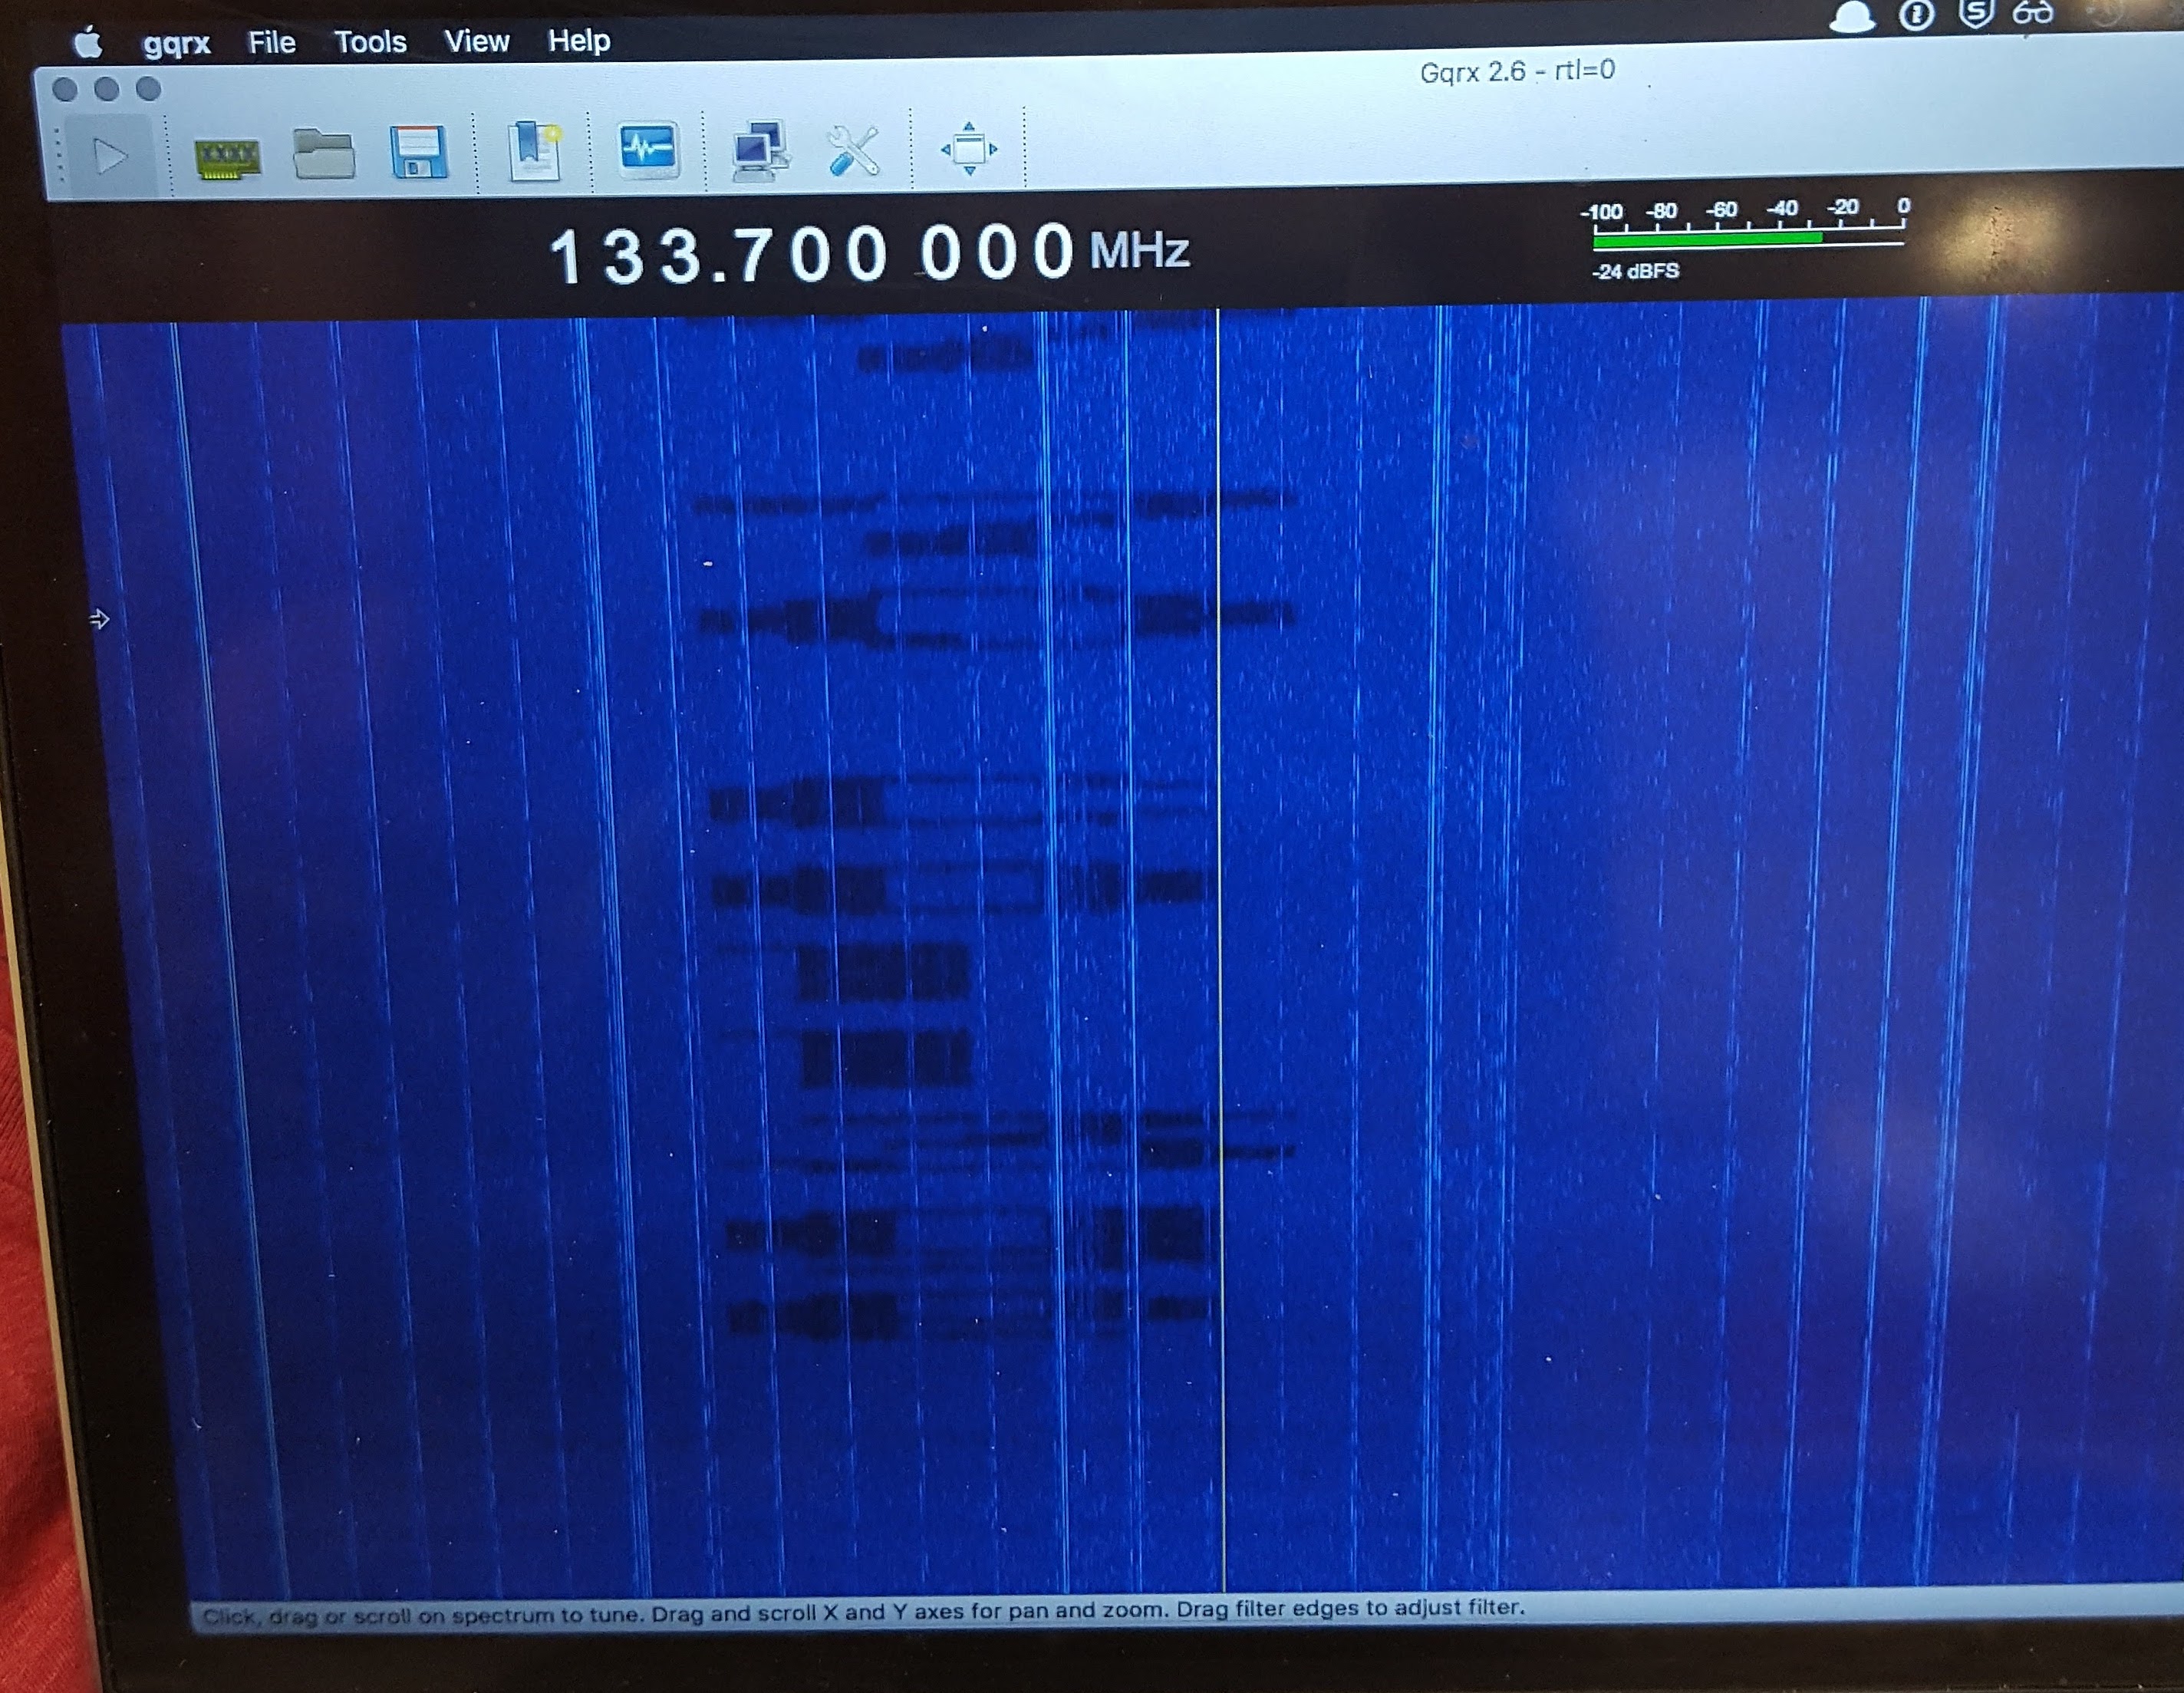 gqrx File Tools View Help
Gqrx 2.6 - rtl=0
133.700 000 MHz
-100 -80 -60 -40 -20 0
-24 dBFS
Click, drag or scroll on spectrum to tune. Drag and scroll X and Y axes for pan and zoom. Drag filter edges to adjust filter.